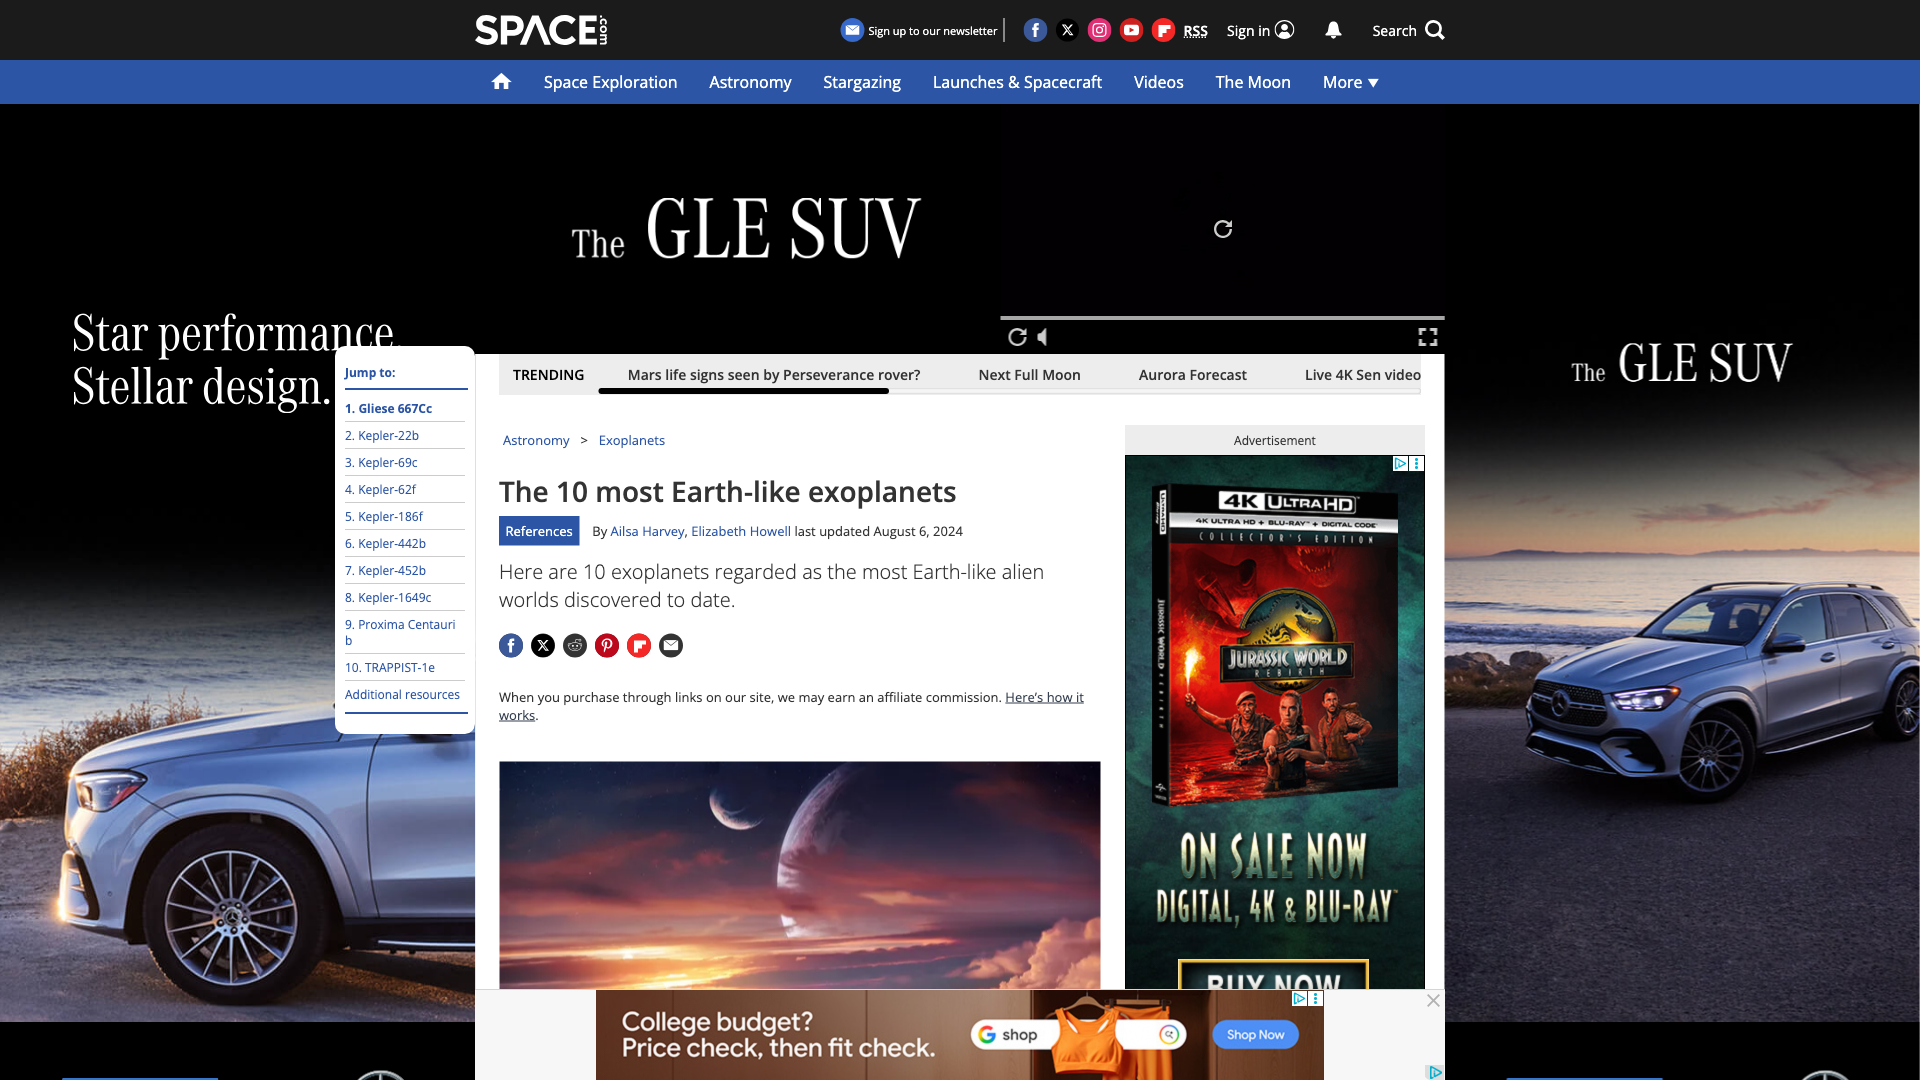 SPACE.com
Sign up to our newsletter
RSS
Sign in
Search
Space Exploration
Astronomy
Stargazing
Launches & Spacecraft
Videos
The Moon
More
The GLE SUV
Star performance.
Stellar design.
The GLE SUV
Jump to:
1. Gliese 667Cc
2. Kepler-22b
3. Kepler-69c
4. Kepler-62f
5. Kepler-186f
6. Kepler-442b
7. Kepler-452b
8. Kepler-1649c
9. Proxima Centauri
b
10. TRAPPIST-1e
Additional resources
TRENDING
Mars life signs seen by Perseverance rover?
Next Full Moon
Aurora Forecast
Live 4K Sen video
Astronomy > Exoplanets
The 10 most Earth-like exoplanets
References
By Ailsa Harvey, Elizabeth Howell last updated August 6, 2024
Here are 10 exoplanets regarded as the most Earth-like alien
worlds discovered to date.
When you purchase through links on our site, we may earn an affiliate commission. Here's how it
works.
Advertisement
4K ULTRA HD
4K ULTRA HD + BLU-RAY + DIGITAL CODE
COLLECTOR'S EDITION
JURASSIC WORLD REBIRTH
JURASSIC WORLD
REBIRTH
ON SALE NOW
DIGITAL, 4K & BLU-RAY™
BUY NOW
College budget?
Price check, then fit check.
G shop
Shop Now